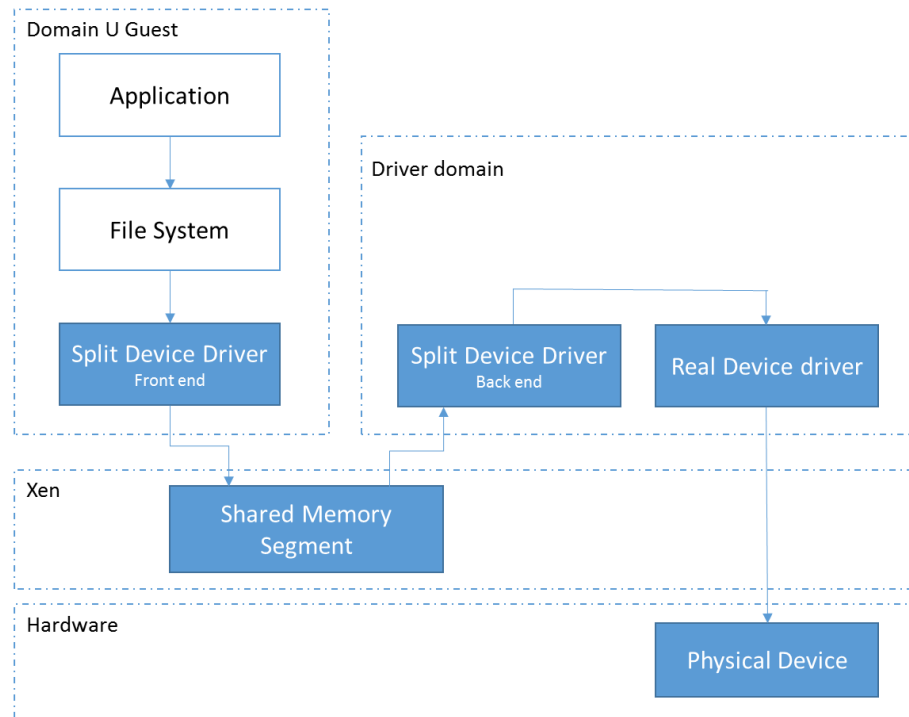 Domain U Guest
Application
File System
Split Device Driver
Front end
Driver domain
Split Device Driver
Back end
Real Device driver
Xen
Shared Memory
Segment
Hardware
Physical Device